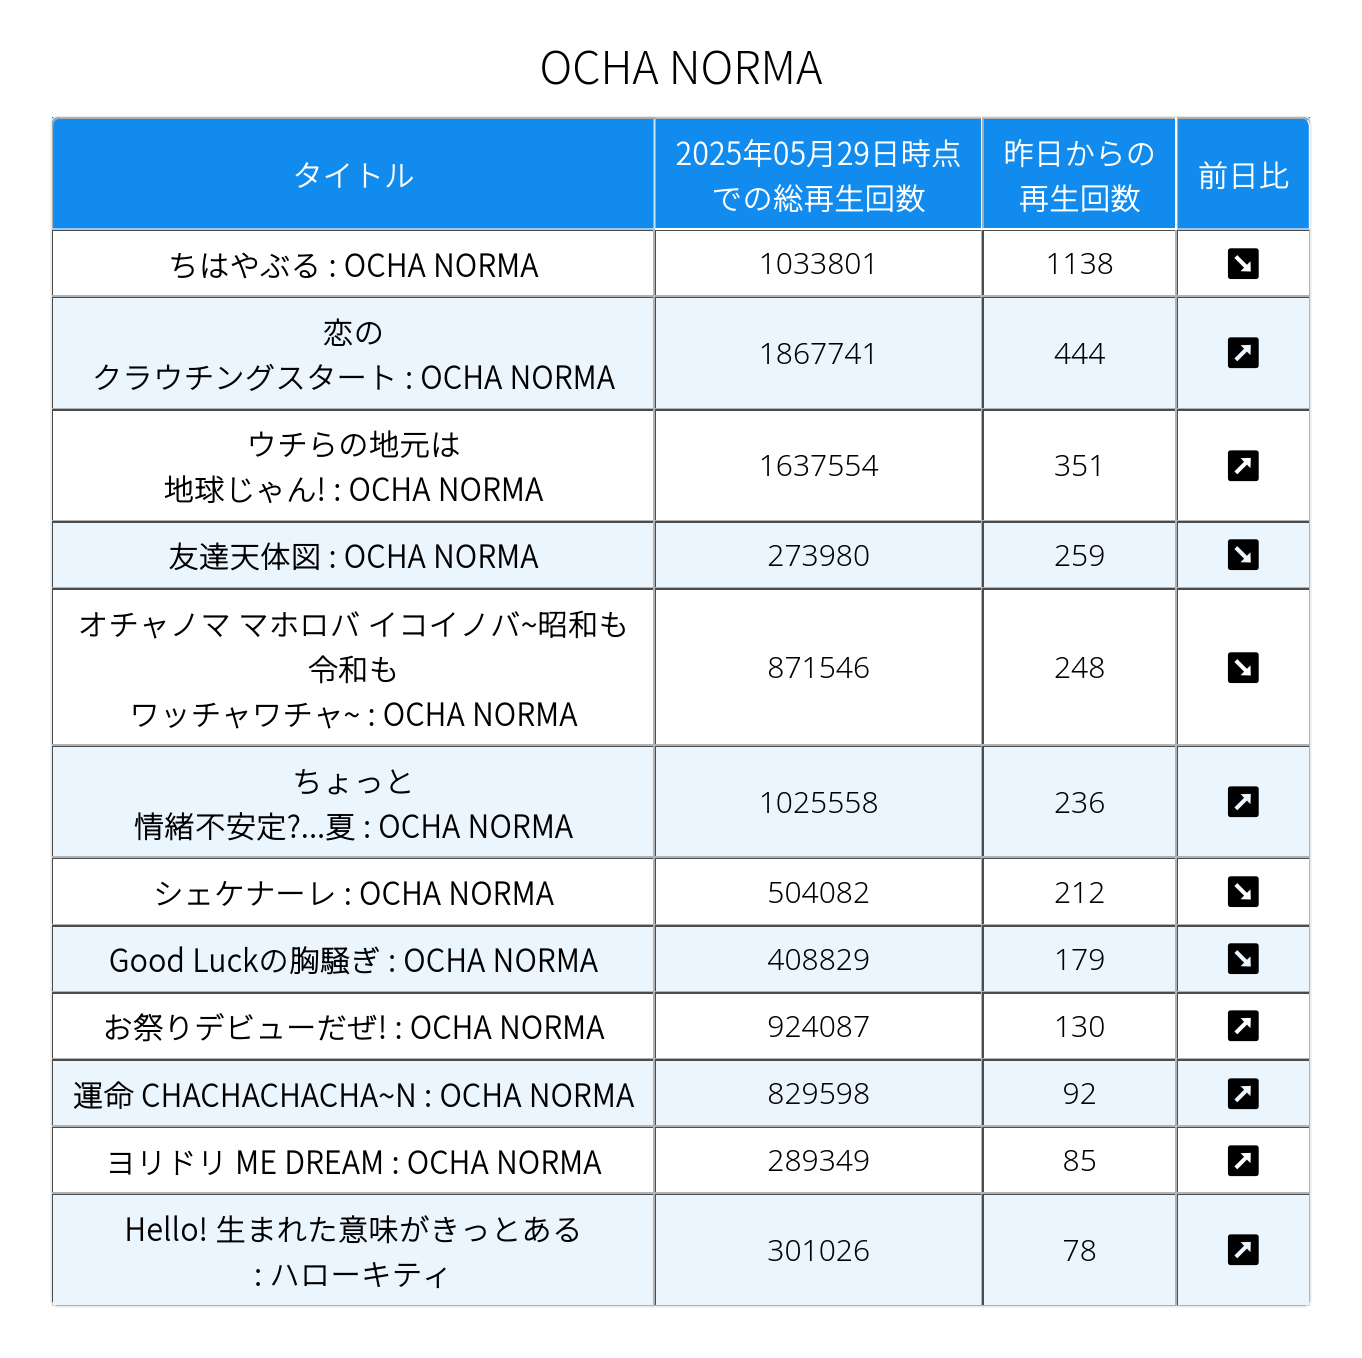 OCHA NORMA
タイトル
2025年05月29日時点
での総再生回数
昨日からの
再生回数
前日比
ちはやぶる : OCHA NORMA
1033801
1138
恋の
クラウチングスタート : OCHA NORMA
1867741
444
ウチらの地元は
地球じゃん! : OCHA NORMA
1637554
351
友達天体図 : OCHA NORMA
273980
259
オチャノマ マホロバ イコイノバ~昭和も
令和も
ワッチャワチャ~ : OCHA NORMA
871546
248
ちょっと
情緒不安定?...夏 : OCHA NORMA
1025558
236
シェケナーレ : OCHA NORMA
504082
212
Good Luckの胸騒ぎ : OCHA NORMA
408829
179
お祭りデビューだぜ! : OCHA NORMA
924087
130
運命 CHACHACHACHA~N : OCHA NORMA
829598
92
ヨリドリ ME DREAM : OCHA NORMA
289349
85
Hello! 生まれた意味がきっとある
: ハローキティ
301026
78